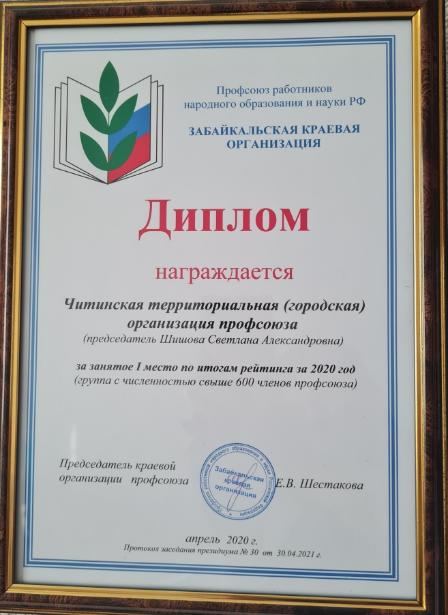 Профсоюз работников
народного образования и науки РФ
ЗАБАЙКАЛЬСКАЯ КРАЕВАЯ
ОРГАНИЗАЦИЯ
Диплом
награждается
Читинская территориальная (городская)
организация профсоюза
(председатель Шишова Светлана Александровна)
за занятое I место по итогам рейтинга за 2020 год
(группа с численностью свыше 600 членов профсоюза)
Председатель краевой
организации профсоюза
Забайкальская
краевая
организация
Е.В. Шестакова
апрель 2020 г.
Протокол заседания президиума № 30 от 30.04.2021 г.